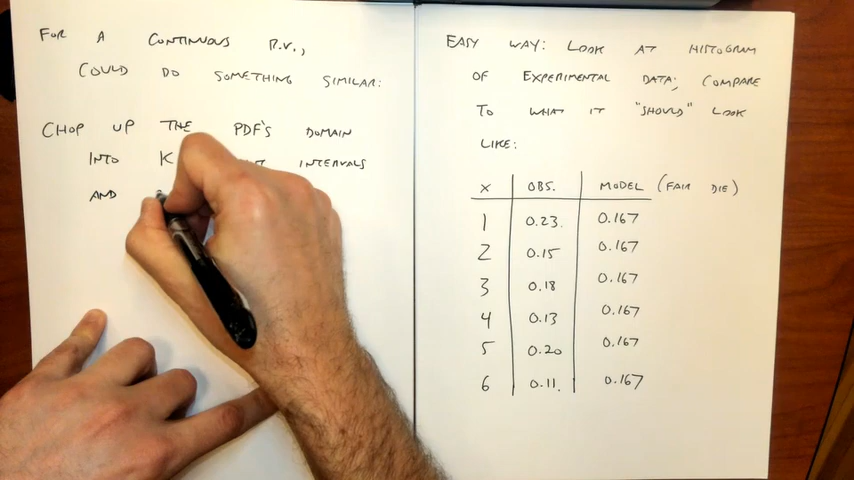 FOR A CONTINUOUS R.V.,
COULD DO SOMETHING SIMILAR:
CHOP UP THE PDF'S DOMAIN
INTO K INTERVALS
AND
EASY WAY: LOOK AT HISTOGRAM
OF EXPERIMENTAL DATA; COMPARE
TO WHAT IT "SHOULD" LOOK
LIKE:
X OBS. MODEL (FAIR DIE)
1 0.23 0.167
2 0.15 0.167
3 0.18 0.167
4 0.13 0.167
5 0.20 0.167
6 0.11 0.167